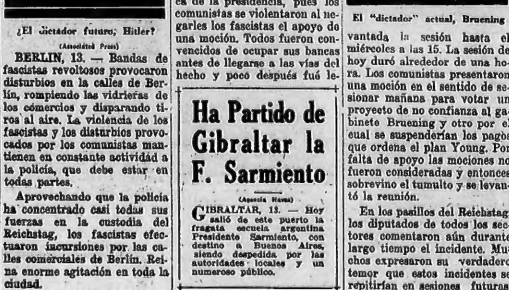 ¿El dictador futuro, Hitler?
(Associated Press)
BERLIN, 13. — Bandas de
fascistas revoltosos provocaron
disturbios en la calles de Ber-
lín, rompiendo las vidrieras de
los comercios y disparando ti-
ros al aire. La violencia de los
fascistas y los disturbios provo-
cados por los comunistas man-
tienen en constante actividad a
la policía, que debe estar en
todas partes.
Aprovechando que la policía
ha concentrado casi todas sus
fuerzas en la custodia del
Reichstag, los fascistas efec-
tuaron incursiones por las ca-
lles comerciales de Berlín. Rei-
na enorme agitación en toda la
ciudad.
ca de la presidencia, pues los
comunistas se violentaron al ne-
garles los fascistas el apoyo de
una moción. Todos fueron con-
vencidos de ocupar sus bancas
antes de llegarse a las vías del
hecho y poco después fué le-
Ha Partido de
Gibraltar la
F. Sarmiento
(Agencia Havas)
GIBRALTAR, 13. — Hoy
salió de este puerto la
fragata escuela argentina
Presidente Sarmiento, con
destino a Buenos Aires,
siendo despedida por las
autoridades locales y un
numeroso público.
El "dictador" actual, Bruening
vantada la sesión hasta el
miércoles a las 15. La sesión de
hoy duró alrededor de una ho-
ra. Los comunistas presentaron
una moción en el sentido de se-
sionar mañana para votar un
proyecto de no confianza al ga-
binete Bruening y otro por el
cual se suspenderían los pagos
que ordena el plan Young. Por
falta de apoyo las mociones no
fueron consideradas y entonces
sobrevino el tumulto y se levan-
tó la reunión.
En los pasillos del Reichstag
los diputados de todos los sec-
tores comentaron aún durante
largo tiempo el incidente. Mu-
chos expresaron su verdadero
temor que estos incidentes se
repitirían en sesiones futuras